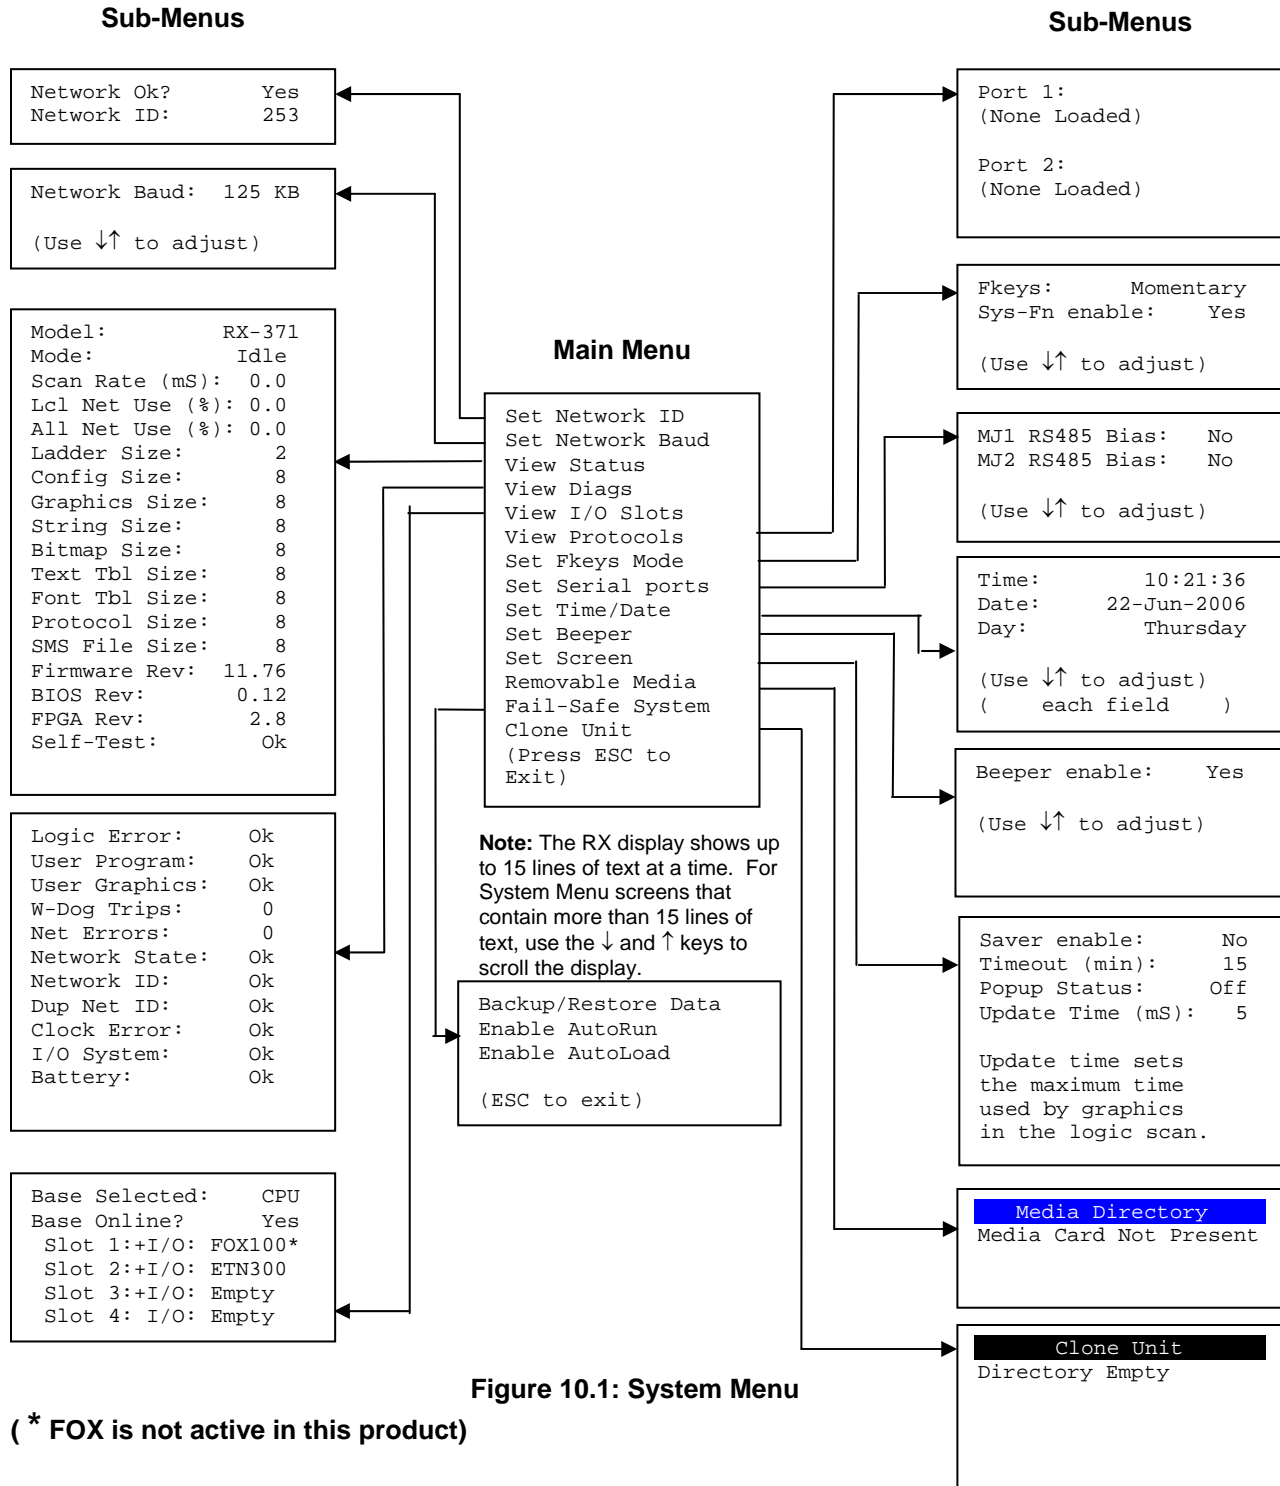 Sub-Menus
Network Ok? Yes
Network ID: 253
Network Baud: 125 KB
(Use ↓↑ to adjust)
Model: RX-371
Mode: Idle
Scan Rate (mS): 0.0
Lcl Net Use (%): 0.0
All Net Use (%): 0.0
Ladder Size: 2
Config Size: 8
Graphics Size: 8
String Size: 8
Bitmap Size: 8
Text Tbl Size: 8
Font Tbl Size: 8
Protocol Size: 8
SMS File Size: 8
Firmware Rev: 11.76
BIOS Rev: 0.12
FPGA Rev: 2.8
Self-Test: Ok
Logic Error: Ok
User Program: Ok
User Graphics: Ok
W-Dog Trips: 0
Net Errors: 0
Network State: Ok
Network ID: Ok
Dup Net ID: Ok
Clock Error: Ok
I/O System: Ok
Battery: Ok
Base Selected: CPU
Base Online? Yes
Slot 1:+I/O: FOX100*
Slot 2:+I/O: ETN300
Slot 3:+I/O: Empty
Slot 4: I/O: Empty
Main Menu
Set Network ID
Set Network Baud
View Status
View Diags
View I/O Slots
View Protocols
Set Fkeys Mode
Set Serial ports
Set Time/Date
Set Beeper
Set Screen
Removable Media
Fail-Safe System
Clone Unit
(Press ESC to
Exit)
Note: The RX display shows up
to 15 lines of text at a time. For
System Menu screens that
contain more than 15 lines of
text, use the ↓ and ↑ keys to
scroll the display.
Backup/Restore Data
Enable AutoRun
Enable AutoLoad
(ESC to exit)
Sub-Menus
Port 1:
(None Loaded)
Port 2:
(None Loaded)
Fkeys: Momentary
Sys-Fn enable: Yes
(Use ↓↑ to adjust)
MJ1 RS485 Bias: No
MJ2 RS485 Bias: No
(Use ↓↑ to adjust)
Time: 10:21:36
Date: 22-Jun-2006
Day: Thursday
(Use ↓↑ to adjust)
( each field )
Beeper enable: Yes
(Use ↓↑ to adjust)
Saver enable: No
Timeout (min): 15
Popup Status: Off
Update Time (mS): 5
Update time sets
the maximum time
used by graphics
in the logic scan.
Media Directory
Media Card Not Present
Clone Unit
Directory Empty
Figure 10.1: System Menu
( * FOX is not active in this product)